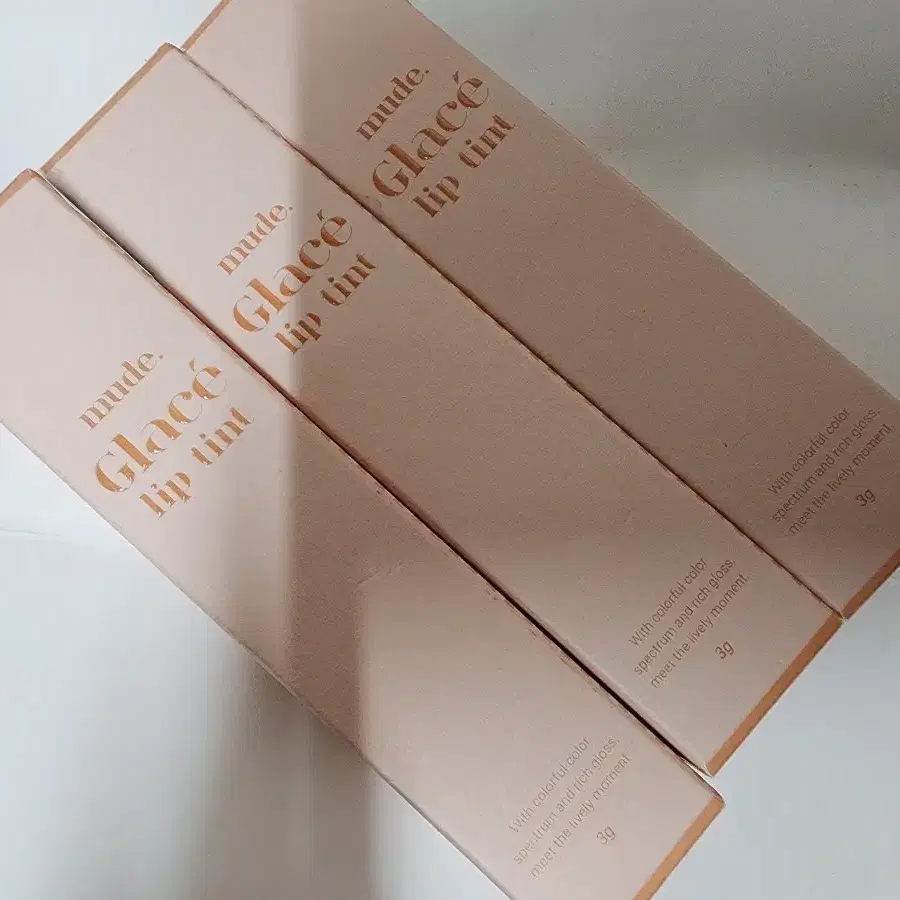 mude.
Glacé
lip tint
With colorful color
spectrum and rich gloss,
meet the lively moment
3g
mude.
Glacé
lip tint
With colorful color
spectrum and rich gloss,
meet the lively moment
3g
mude.
Glacé
lip tint
With colorful color
spectrum and rich gloss,
meet the lively moment
3g